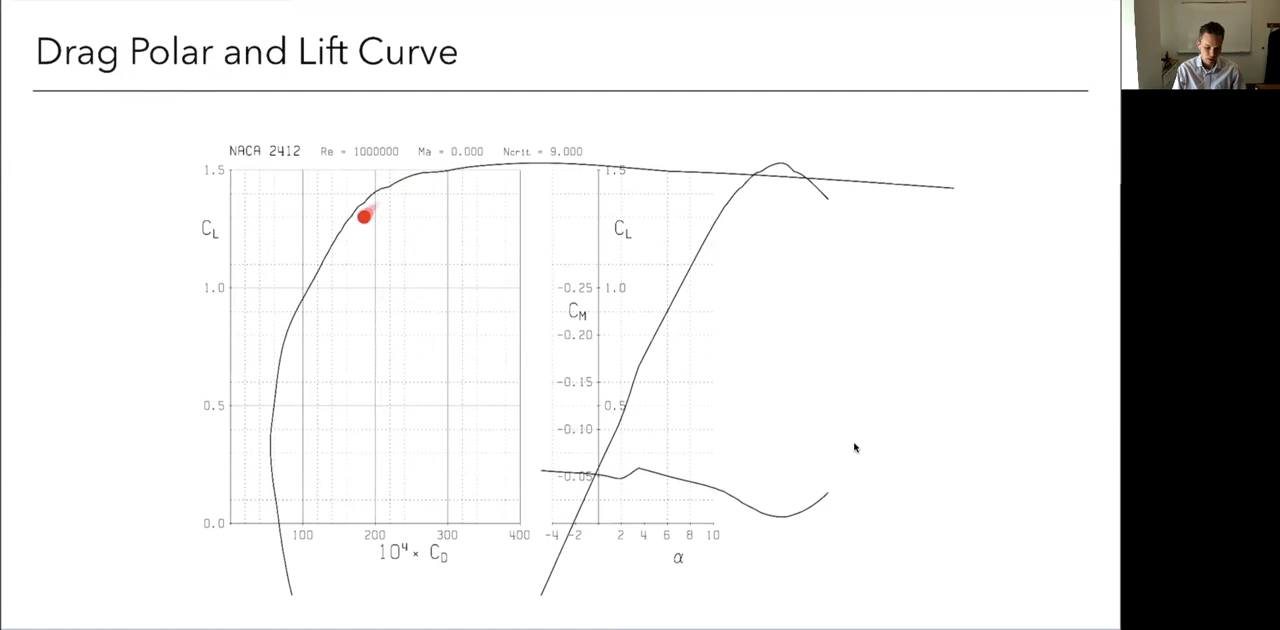 Drag Polar and Lift Curve
NACA 2412 Re = 1000000 Ma = 0.000 Ncrit = 9.000
1.5 1.5
C_L C_L
1.0 -0.25 1.0
C_M
-0.20
-0.15
0.5 0.5
-0.10
-0.05
0.0
100 200 300 400 -4 -2 2 4 6 8 10
10⁴ × C_D α